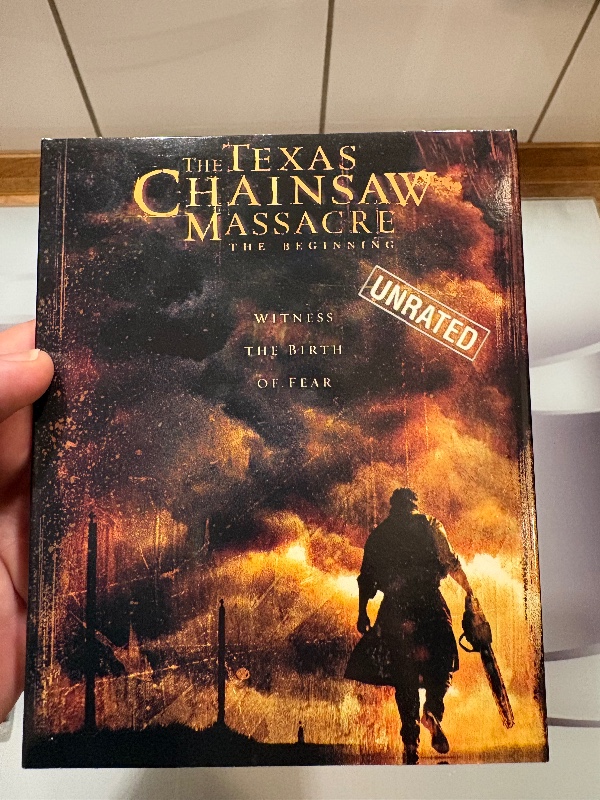 THE TEXAS
CHAINSAW
MASSACRE
THE BEGINNING
UNRATED
WITNESS
THE BIRTH
OF FEAR